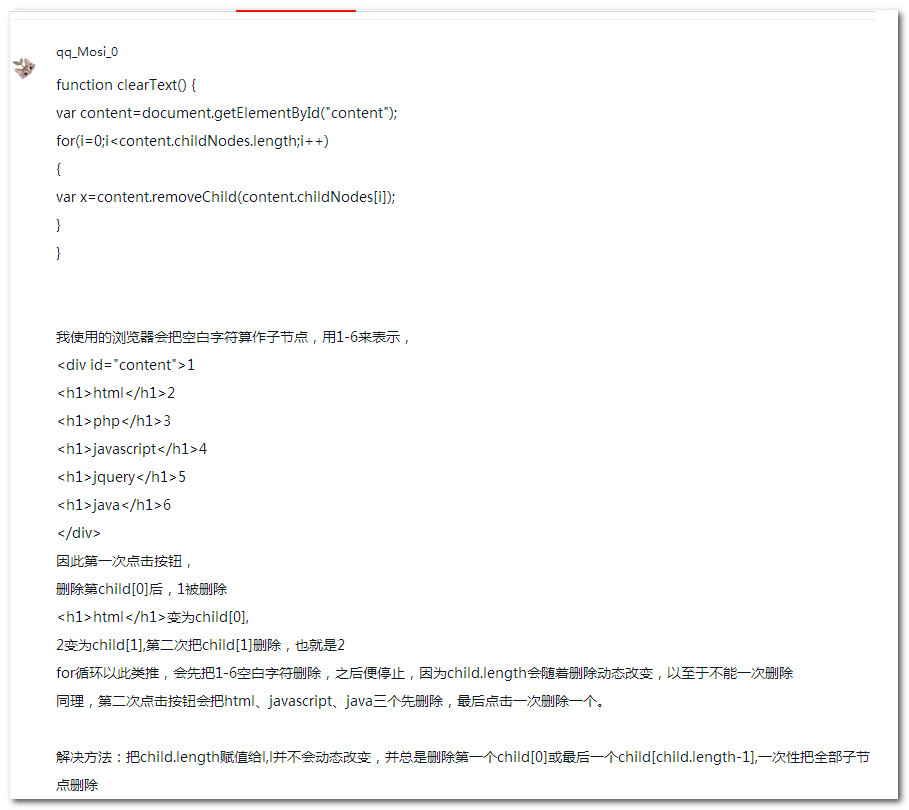 qq_Mosi_0
function clearText() {
var content=document.getElementById("content");
for(i=0;i<content.childNodes.length;i++)
{
var x=content.removeChild(content.childNodes[i]);
}
}
我使用的浏览器会把空白字符算作子节点，用1-6来表示，
<div id="content">1
<h1>html</h1>2
<h1>php</h1>3
<h1>javascript</h1>4
<h1>jquery</h1>5
<h1>java</h1>6
</div>
因此第一次点击按钮，
删除第child[0]后，1被删除
<h1>html</h1>变为child[0],
2变为child[1],第二次把child[1]删除，也就是2
for循环以此类推，会先把1-6空白字符删除，之后便停止，因为child.length会随着删除动态改变，以至于不能一次删除
同理，第二次点击按钮会把html、javascript、java三个先删除，最后点击一次删除一个。
解决方法：把child.length赋值给l,l并不会动态改变，并总是删除第一个child[0]或最后一个child[child.length-1],一次性把全部子节
点删除